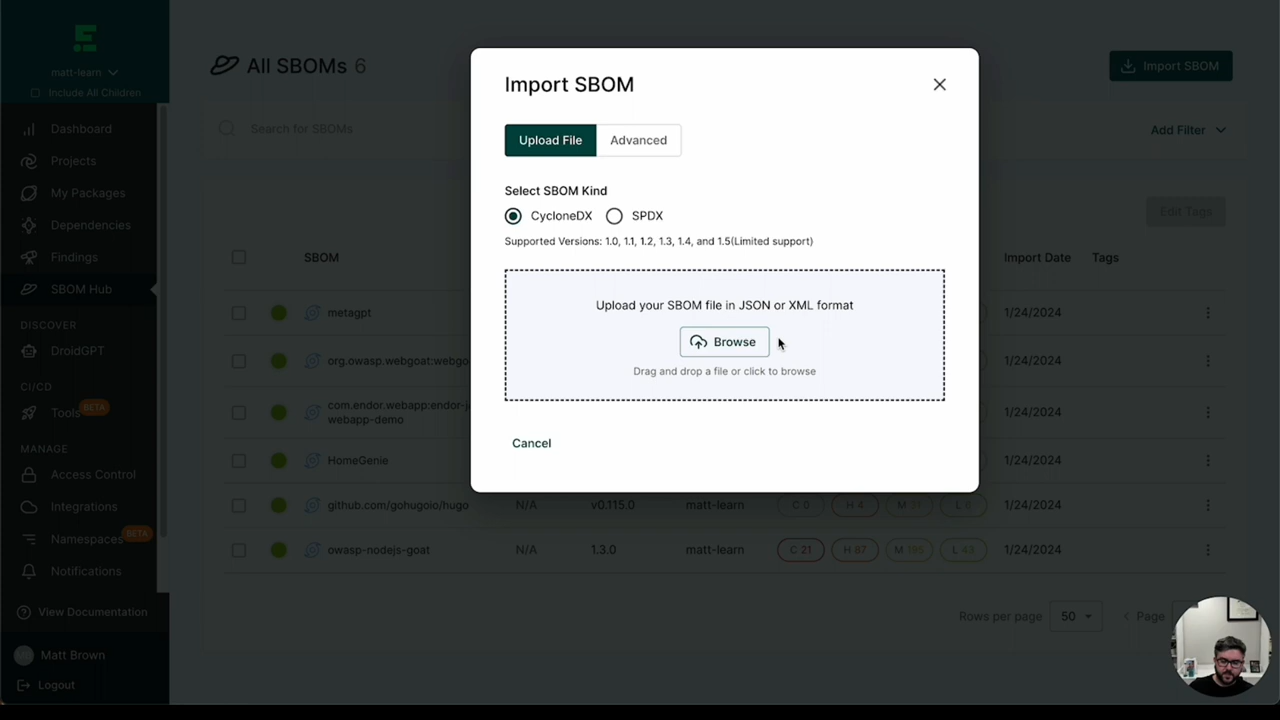 matt-learn
Include All Children
Dashboard
Projects
My Packages
Dependencies
Findings
SBOM Hub
DISCOVER
DroidGPT
CI/CD
Tools BETA
MANAGE
Access Control
Integrations
Namespaces BETA
Notifications
View Documentation
Matt Brown
Logout
All SBOMs 6
Import SBOM
Search for SBOMs
Add Filter
Edit Tags
SBOM Import Date Tags
metagpt 1/24/2024
org.owasp.webgoat:webgo 1/24/2024
com.endor.webapp:endor-j
webapp-demo 1/24/2024
HomeGenie 1/24/2024
github.com/gohugoio/hugo N/A v0.115.0 matt-learn C 0 H 4 1/24/2024
owasp-nodejs-goat N/A 1.3.0 matt-learn C 21 H 87 M 195 L 43 1/24/2024
Rows per page 50 Page
Import SBOM
Upload File Advanced
Select SBOM Kind
CycloneDX SPDX
Supported Versions: 1.0, 1.1, 1.2, 1.3, 1.4, and 1.5(Limited support)
Upload your SBOM file in JSON or XML format
Browse
Drag and drop a file or click to browse
Cancel